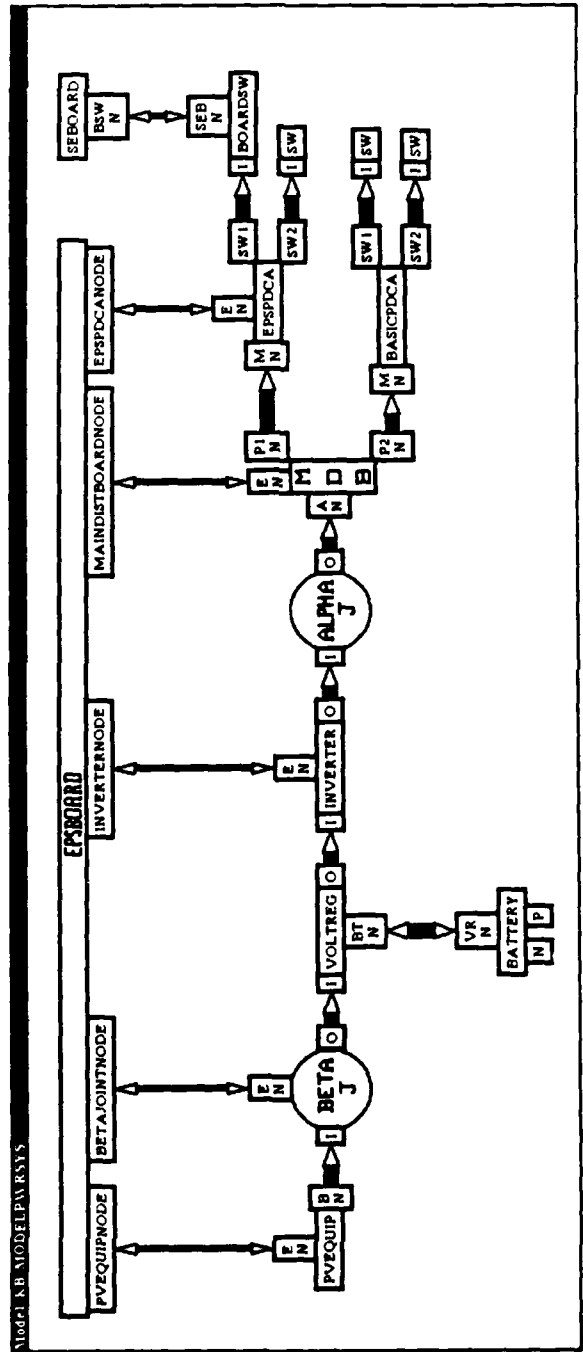 Model KB MODELPWRSYS
EPSBOARD
PVEQUIPNODE
BETAJOINTNODE
INVERTERNODE
MAINDISTBOARDNODE
EPSPDCANODE
SEBOARD
BSW
N
E
N
PVEQUIP
B
N
I
E
N
BETA
J
O
I
VOLTREG
O
BT
N
VR
N
BATTERY
N
P
I
E
N
INVERTER
O
I
ALPHA
J
O
A
N
E
N
MDB
P1
N
P2
N
M
N
E
N
EPSPDCA
SW1
SW2
I
BOARDSW
SEB
N
I
SW
M
N
BASICPDCA
SW1
SW2
I
SW
I
SW